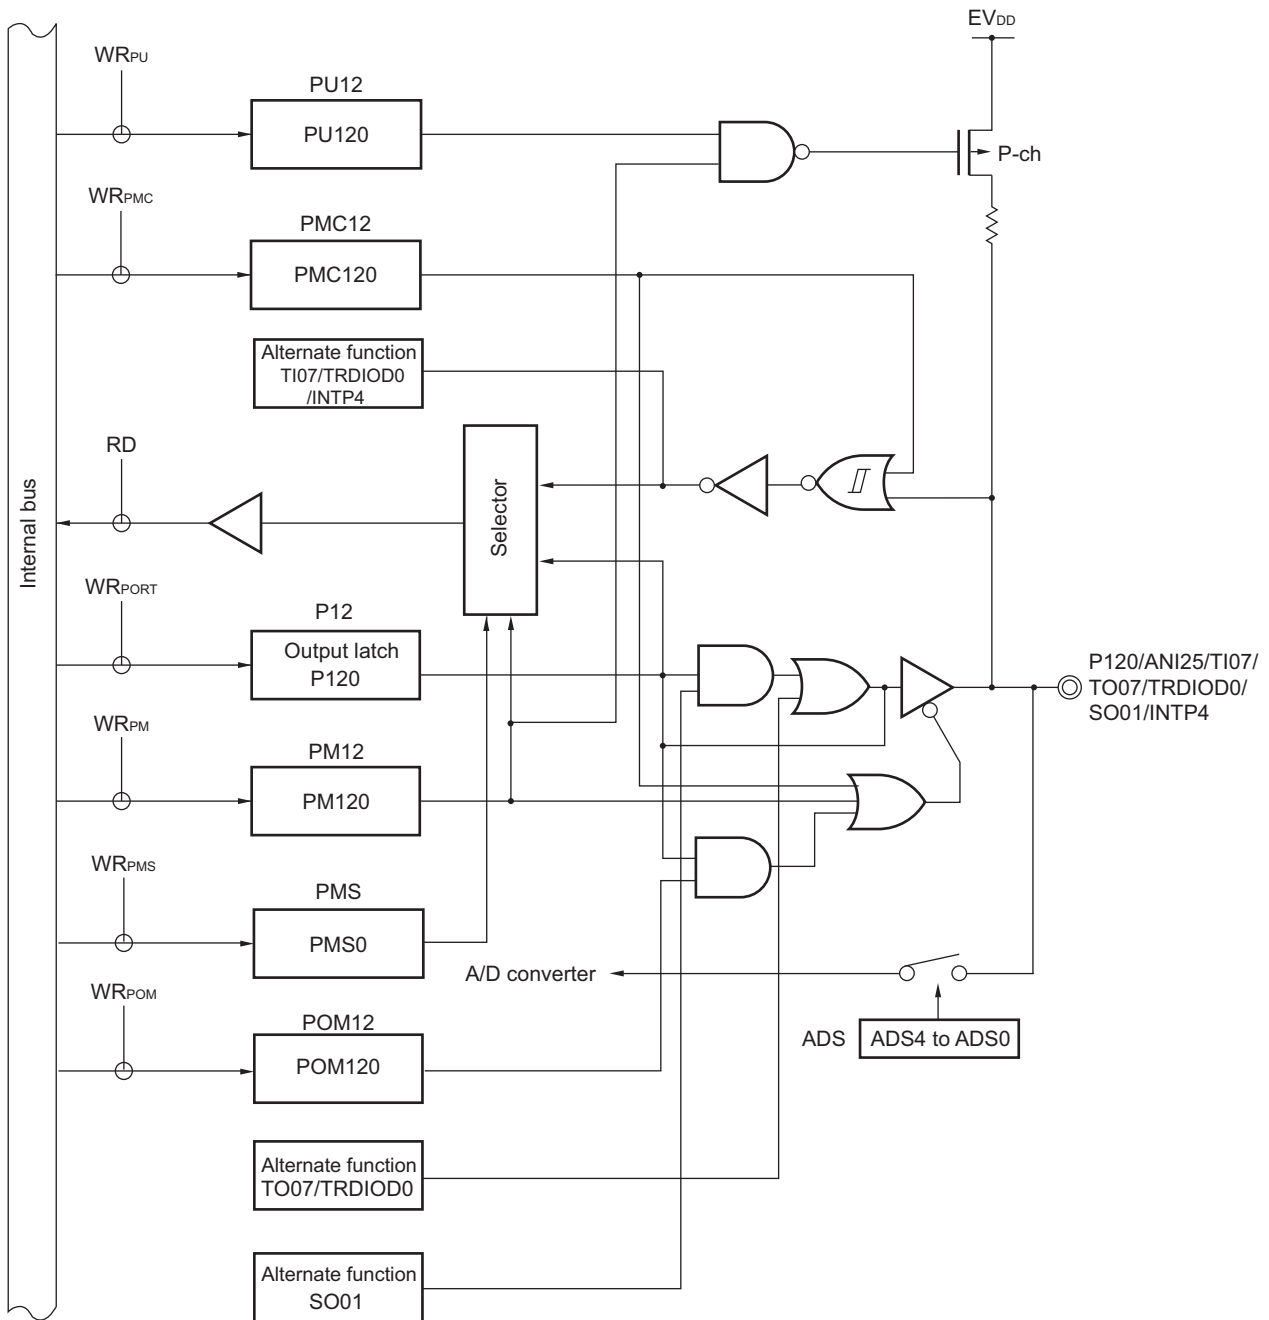 EVDD
WRPU
PU12
PU120
P-ch
WRPMC
PMC12
PMC120
Alternate function
TI07/TRDIOD0
/INTP4
RD
Selector
Internal bus
WRPORT
P12
Output latch
P120
P120/ANI25/TI07/
TO07/TRDIOD0/
SO01/INTP4
WRPM
PM12
PM120
WRPMS
PMS
PMS0
A/D converter
WRPOM
POM12
POM120
ADS
ADS4 to ADS0
Alternate function
TO07/TRDIOD0
Alternate function
SO01